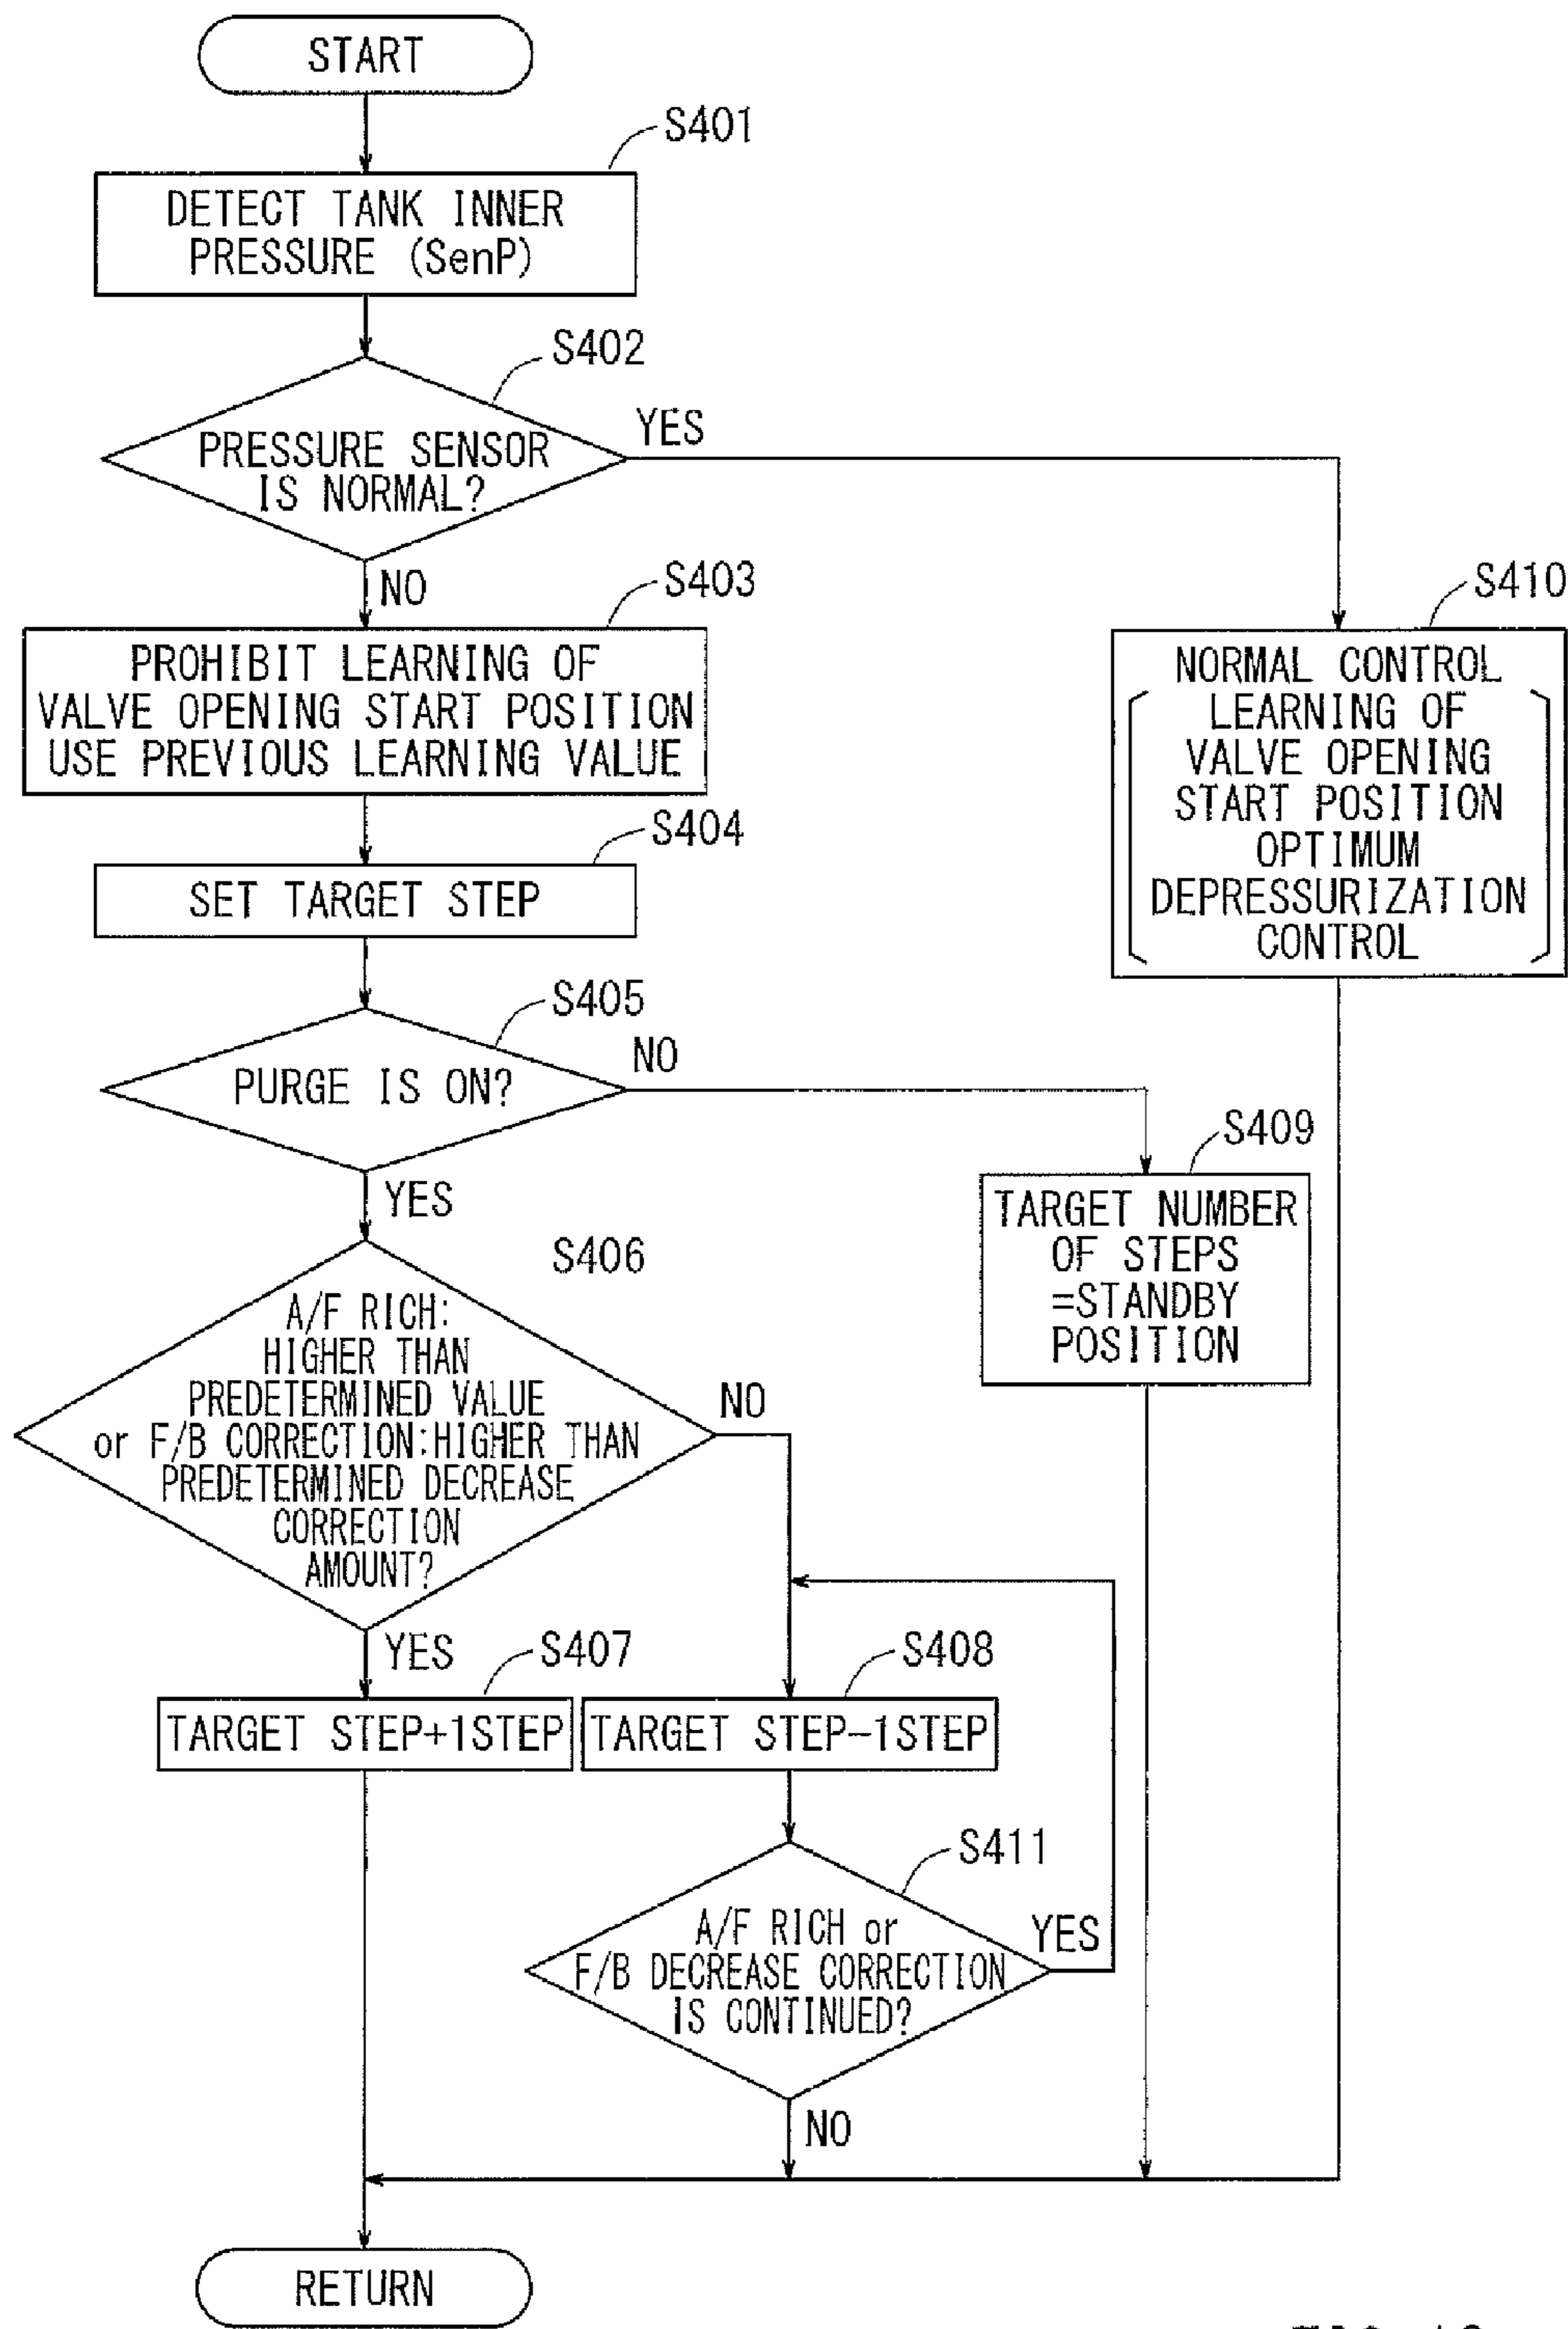 START
S401
DETECT TANK INNER
PRESSURE (SenP)
S402
PRESSURE SENSOR
IS NORMAL?
YES
NO
S403
PROHIBIT LEARNING OF
VALVE OPENING START POSITION
USE PREVIOUS LEARNING VALUE
S410
NORMAL CONTROL
LEARNING OF
VALVE OPENING
START POSITION
OPTIMUM
DEPRESSURIZATION
CONTROL
S404
SET TARGET STEP
S405
PURGE IS ON?
NO
YES
S409
TARGET NUMBER
OF STEPS
=STANDBY
POSITION
S406
A/F RICH:
HIGHER THAN
PREDETERMINED VALUE
or F/B CORRECTION:HIGHER THAN
PREDETERMINED DECREASE
CORRECTION
AMOUNT?
NO
YES
S407
TARGET STEP+1STEP
S408
TARGET STEP-1STEP
S411
A/F RICH or
F/B DECREASE CORRECTION
IS CONTINUED?
YES
NO
RETURN